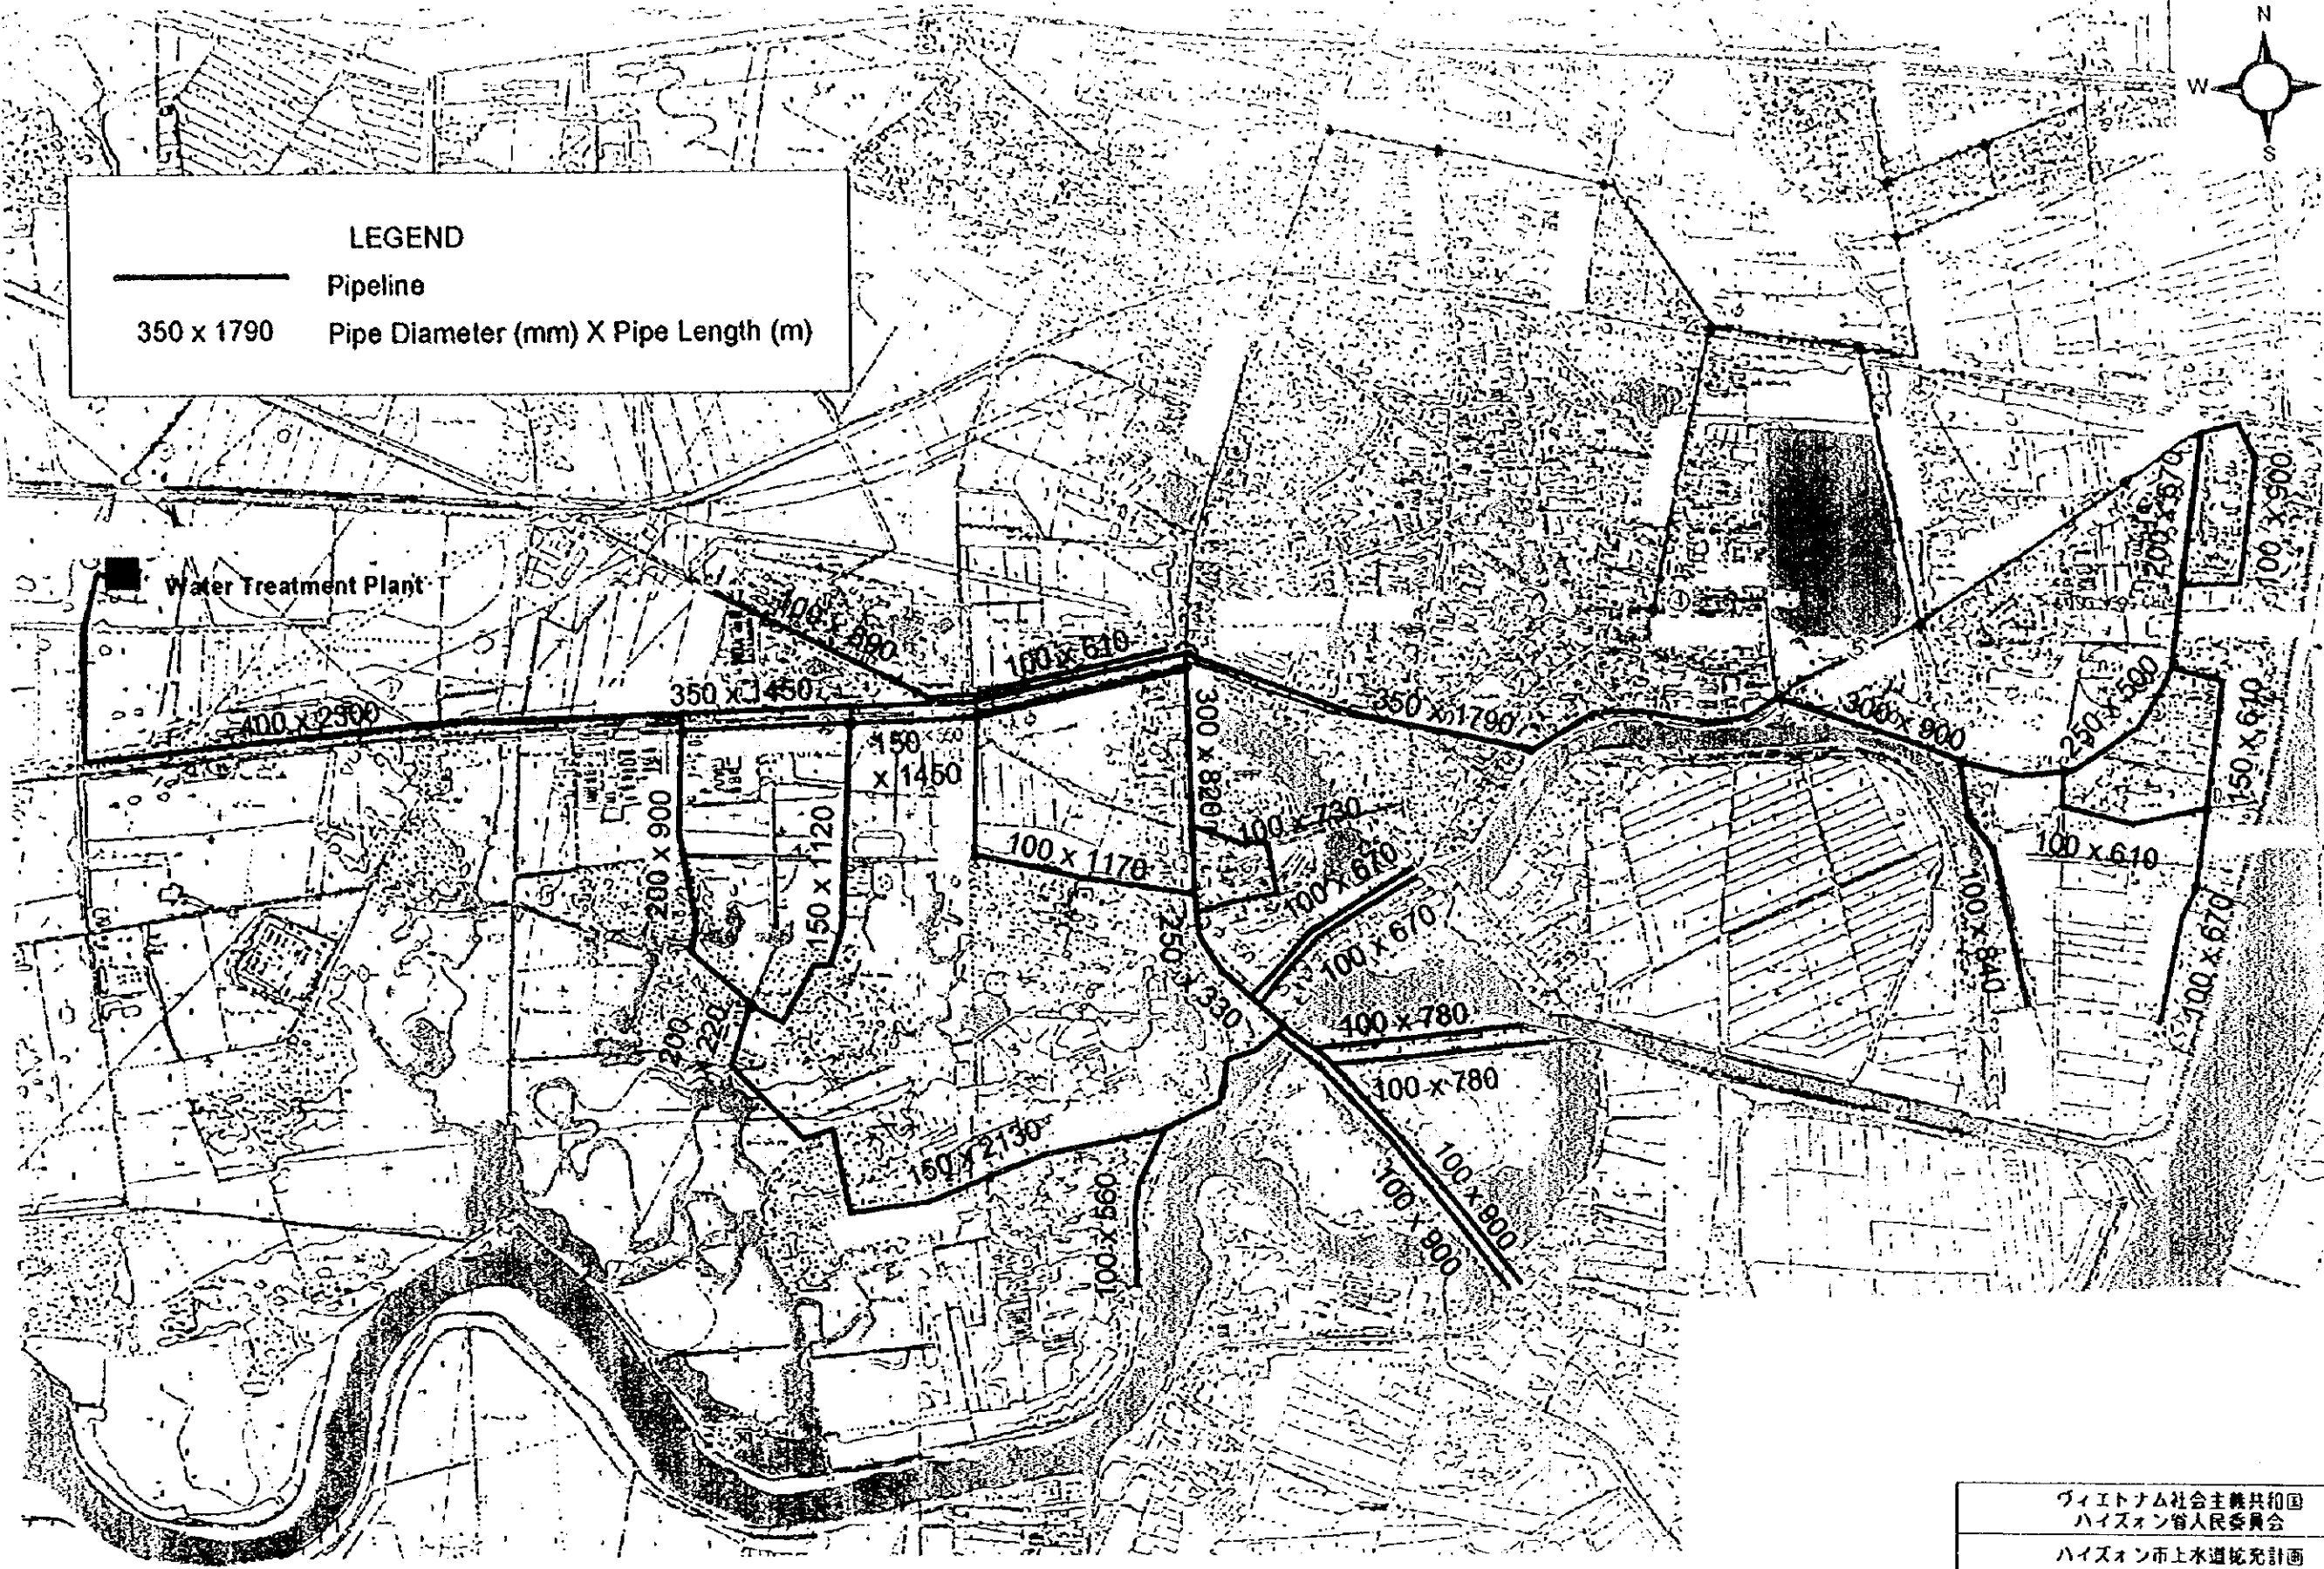 N
W
S
LEGEND
Pipeline
350 x 1790 Pipe Diameter (mm) X Pipe Length (m)
Water Treatment Plant
400 x 2300
350 x 1450
100 x 610
350 x 1790
300 x 900
250 x 500
200 x 670
100 x 900
150 x 610
100 x 610
100 x 670
100 x 840
150
x 1450
200 x 900
150 x 1120
100 x 1170
300 x 820
100 x 730
100 x 670
100 x 670
250 x 330
200
x 220
100 x 780
100 x 780
150 x 2130
100 x 560
100 x 900
100 x 900
ヴィエトナム社会主義共和国
ハイズォン省人民委員会
ハイズォン市上水道拡充計画